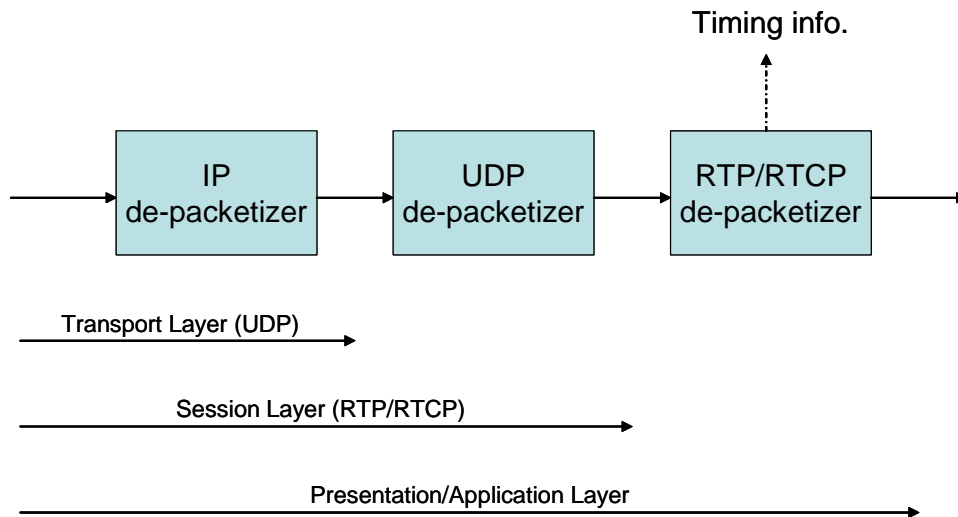 Timing info.
IP
de-packetizer
UDP
de-packetizer
RTP/RTCP
de-packetizer
Transport Layer (UDP)
Session Layer (RTP/RTCP)
Presentation/Application Layer